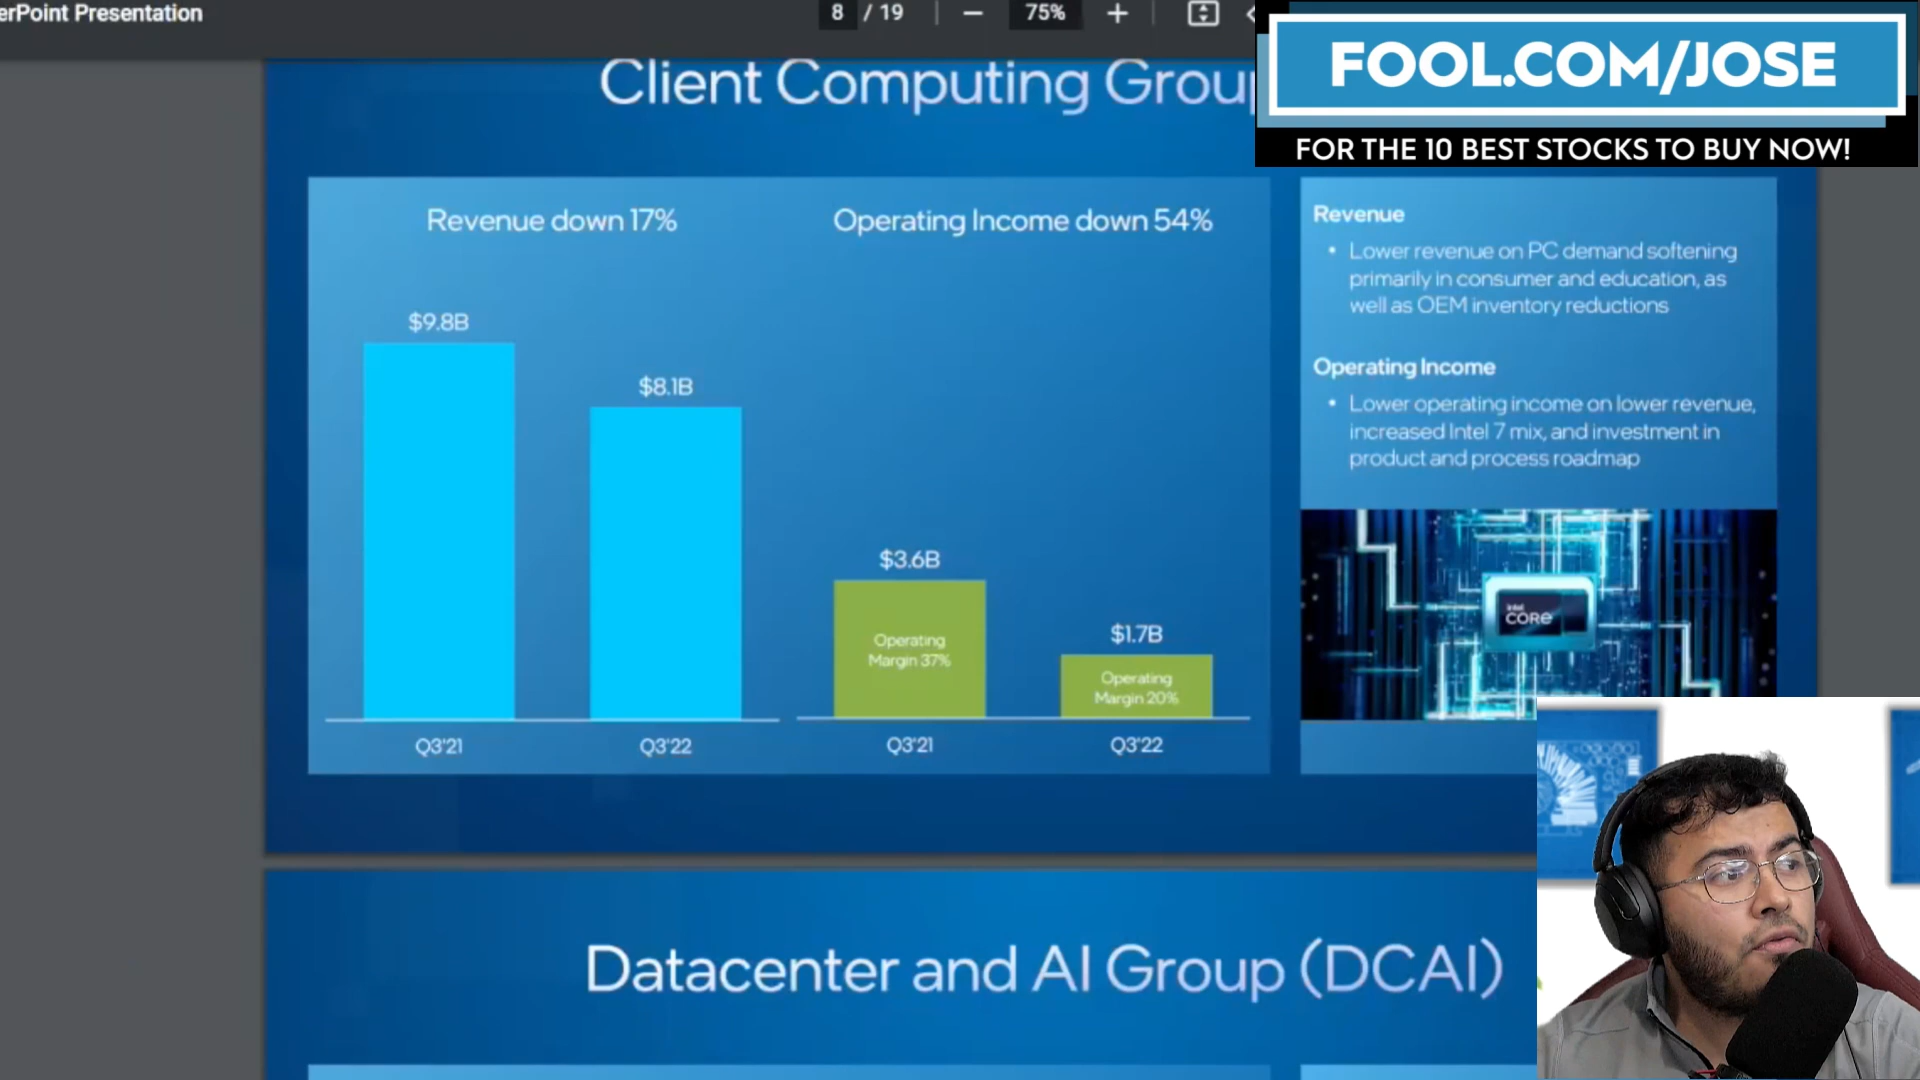 erPoint Presentation
8 / 19
75%
FOOL.COM/JOSE
FOR THE 10 BEST STOCKS TO BUY NOW!
Client Computing Grou
Revenue down 17%
Operating Income down 54%
$9.8B
$8.1B
$3.6B
Operating
Margin 37%
$1.7B
Operating
Margin 20%
Q3'21
Q3'22
Q3'21
Q3'22
Revenue
• Lower revenue on PC demand softening
primarily in consumer and education, as
well as OEM inventory reductions
Operating Income
• Lower operating income on lower revenue,
increased Intel 7 mix, and investment in
product and process roadmap
intel
CORE
Datacenter and AI Group (DCAI)